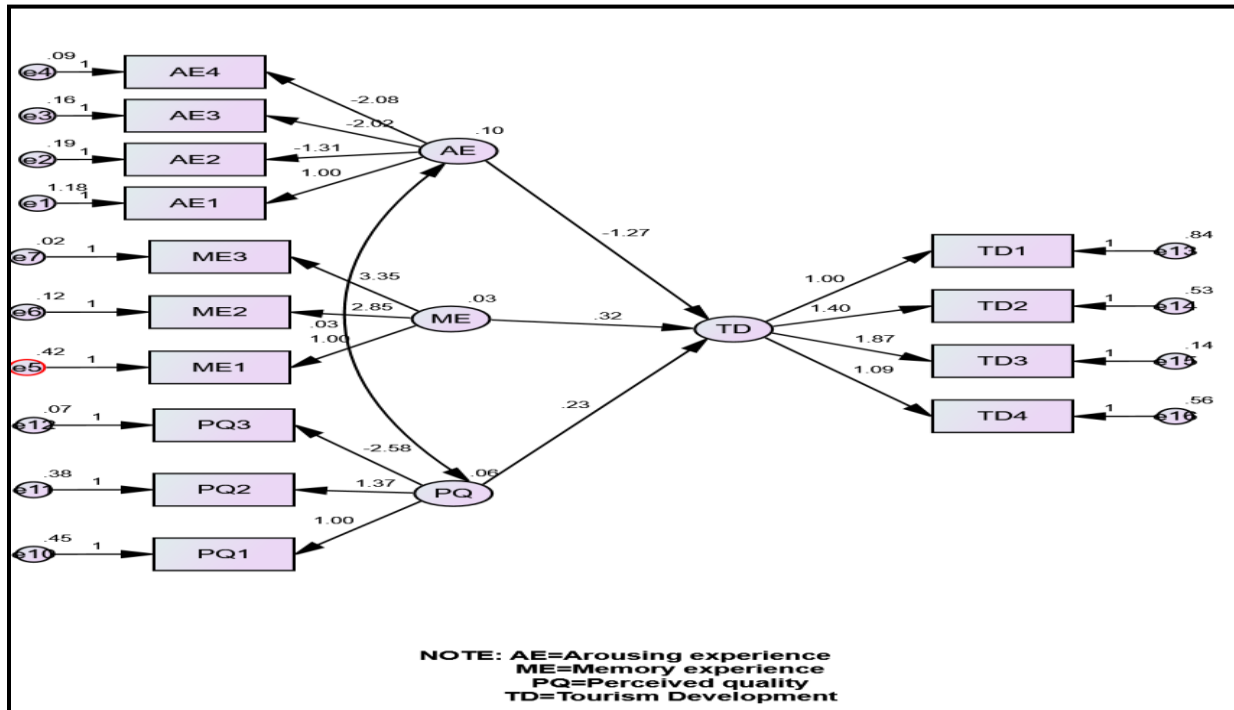 .09
e4 1 AE4
.16
e3 1 AE3
.19
e2 1 AE2
1.18
e1 1 AE1
-2.08
-2.02
-1.31
1.00
.10
AE
.02
e7 1 ME3
.12
e6 1 ME2
.42
e5 1 ME1
3.35
2.85
1.00
.03
ME
.03
.07
e12 1 PQ3
.38
e11 1 PQ2
.45
e10 1 PQ1
-2.58
1.37
1.00
.06
PQ
-1.27
.32
.23
TD
1.00
1.40
1.87
1.09
TD1 1 e13
.84
TD2 1 e14
.53
TD3 1 e15
.14
TD4 1 e16
.56
NOTE: AE=Arousing experience
ME=Memory experience
PQ=Perceived quality
TD=Tourism Development